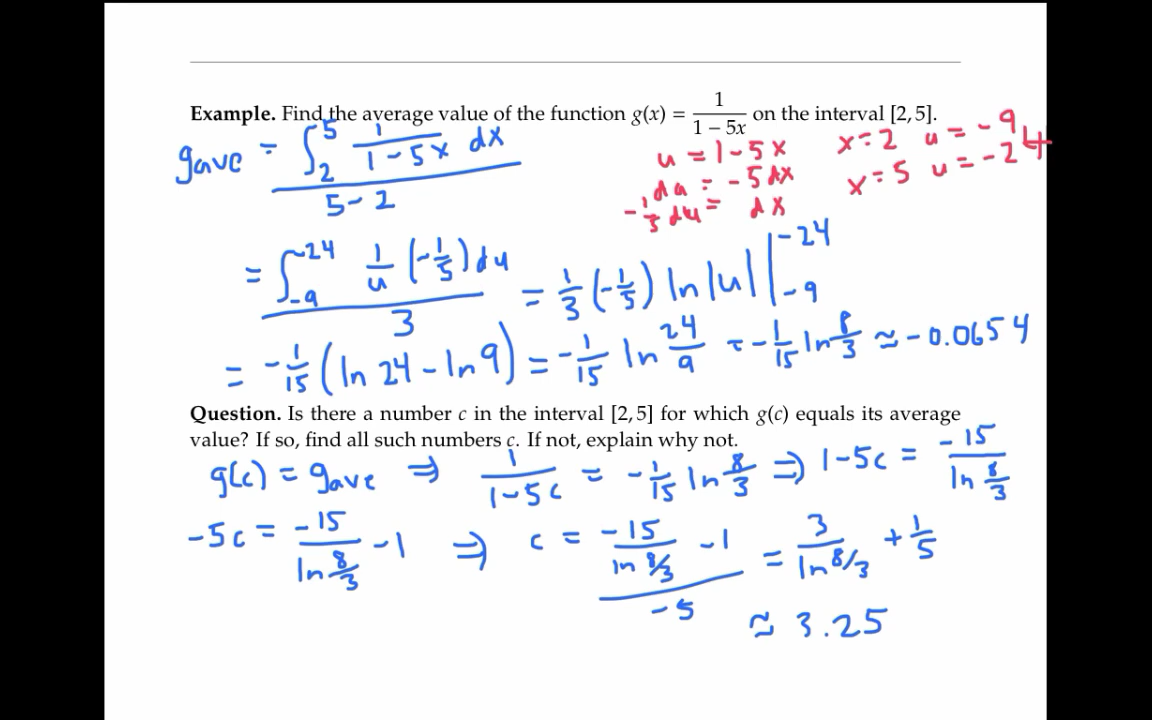 Example. Find the average value of the function g(x) = 1/(1 − 5x) on the interval [2, 5].
g_ave = (∫_2^5 1/(1−5x) dx)/(5−2)
u = 1−5x
du = −5dx
−1/5 du = dx
x=2 u=−9
x=5 u=−24
= (∫_{-9}^{-24} 1/u (−1/5) du)/3 = 1/3 (−1/5) ln|u| |_{-9}^{-24}
= −1/15 (ln 24 − ln 9) = −1/15 ln 24/9 = −1/15 ln 8/3 ≈ −0.0654
Question. Is there a number c in the interval [2, 5] for which g(c) equals its average
value? If so, find all such numbers c. If not, explain why not.
g(c) = g_ave ⇒ 1/(1−5c) = −1/15 ln 8/3 ⇒ 1−5c = −15/(ln 8/3)
−5c = −15/(ln 8/3) −1 ⇒ c = (−15/(ln 8/3) −1)/−5 = 3/(ln 8/3) + 1/5
≈ 3.25